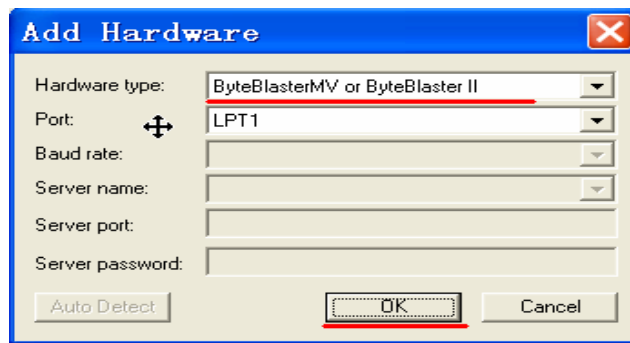 Add Hardware
Hardware type: ByteBlasterMV or ByteBlaster II
Port: LPT1
Baud rate:
Server name:
Server port:
Server password:
Auto Detect OK Cancel